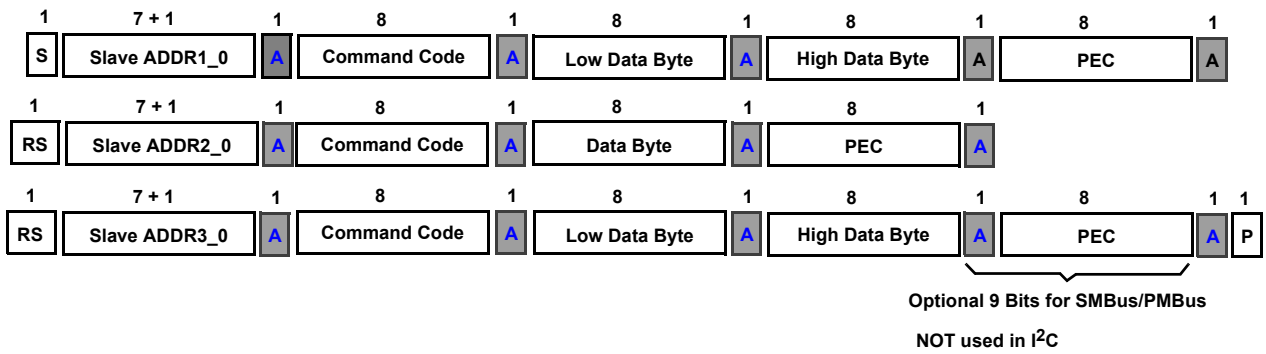 1 7 + 1 1 8 1 8 1 8 1 8 1
S Slave ADDR1_0 A Command Code A Low Data Byte A High Data Byte A PEC A
1 7 + 1 1 8 1 8 1 8 1
RS Slave ADDR2_0 A Command Code A Data Byte A PEC A
1 7 + 1 1 8 1 8 1 8 1 8 1 1
RS Slave ADDR3_0 A Command Code A Low Data Byte A High Data Byte A PEC A P
Optional 9 Bits for SMBus/PMBus
NOT used in I²C